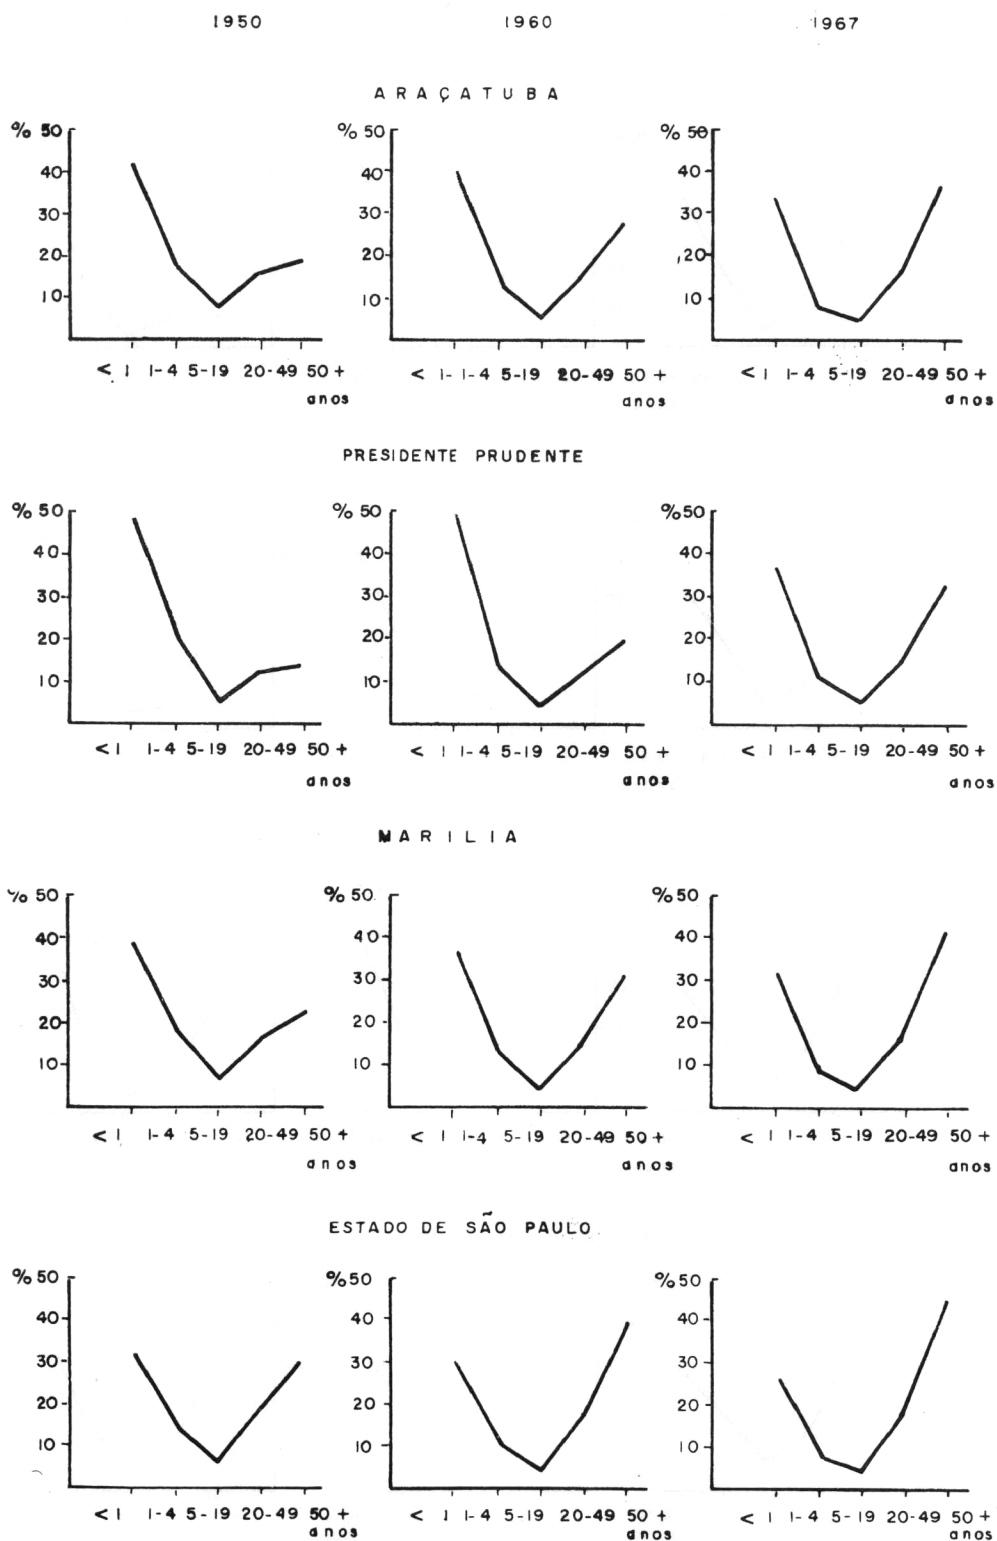 1950 1960 1967
ARAÇATUBA
% 50 % 50 % 50
40 40 40
30 30 30
20 20 20
10 10 10
< 1 1-4 5-19 20-49 50 + < 1- 1-4 5-19 20-49 50 + < 1 1-4 5-19 20-49 50 +
anos anos anos
PRESIDENTE PRUDENTE
% 50 % 50 % 50
40 40 40
30 30 30
20 20 20
10 10 10
< 1 1-4 5-19 20-49 50 + < 1 1-4 5-19 20-49 50 + < 1 1-4 5-19 20-49 50 +
anos anos anos
MARILIA
% 50 % 50 % 50
40 40 40
30 30 30
20 20 20
10 10 10
< 1 1-4 5-19 20-49 50 + < 1 1-4 5-19 20-49 50 + < 1 1-4 5-19 20-49 50 +
anos anos anos
ESTADO DE SÃO PAULO
% 50 % 50 % 50
40 40 40
30 30 30
20 20 20
10 10 10
< 1 1-4 5-19 20-49 50 + < 1 1-4 5-19 20-49 50 + < 1 1-4 5-19 20-49 50 +
anos anos anos